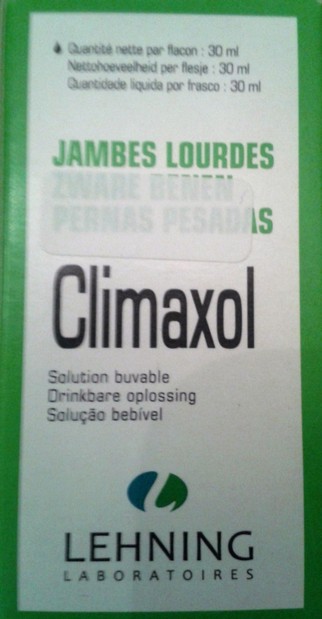 Quantité nette par flacon : 30 ml
Nettohoeveelheid per flesje : 30 ml
Quantidade liquida por frasco : 30 ml
JAMBES LOURDES
ZWARE BENEN
PERNAS PESADAS
Climaxol
Solution buvable
Drinkbare oplossing
Solução bebível
LEHNING
LABORATOIRES